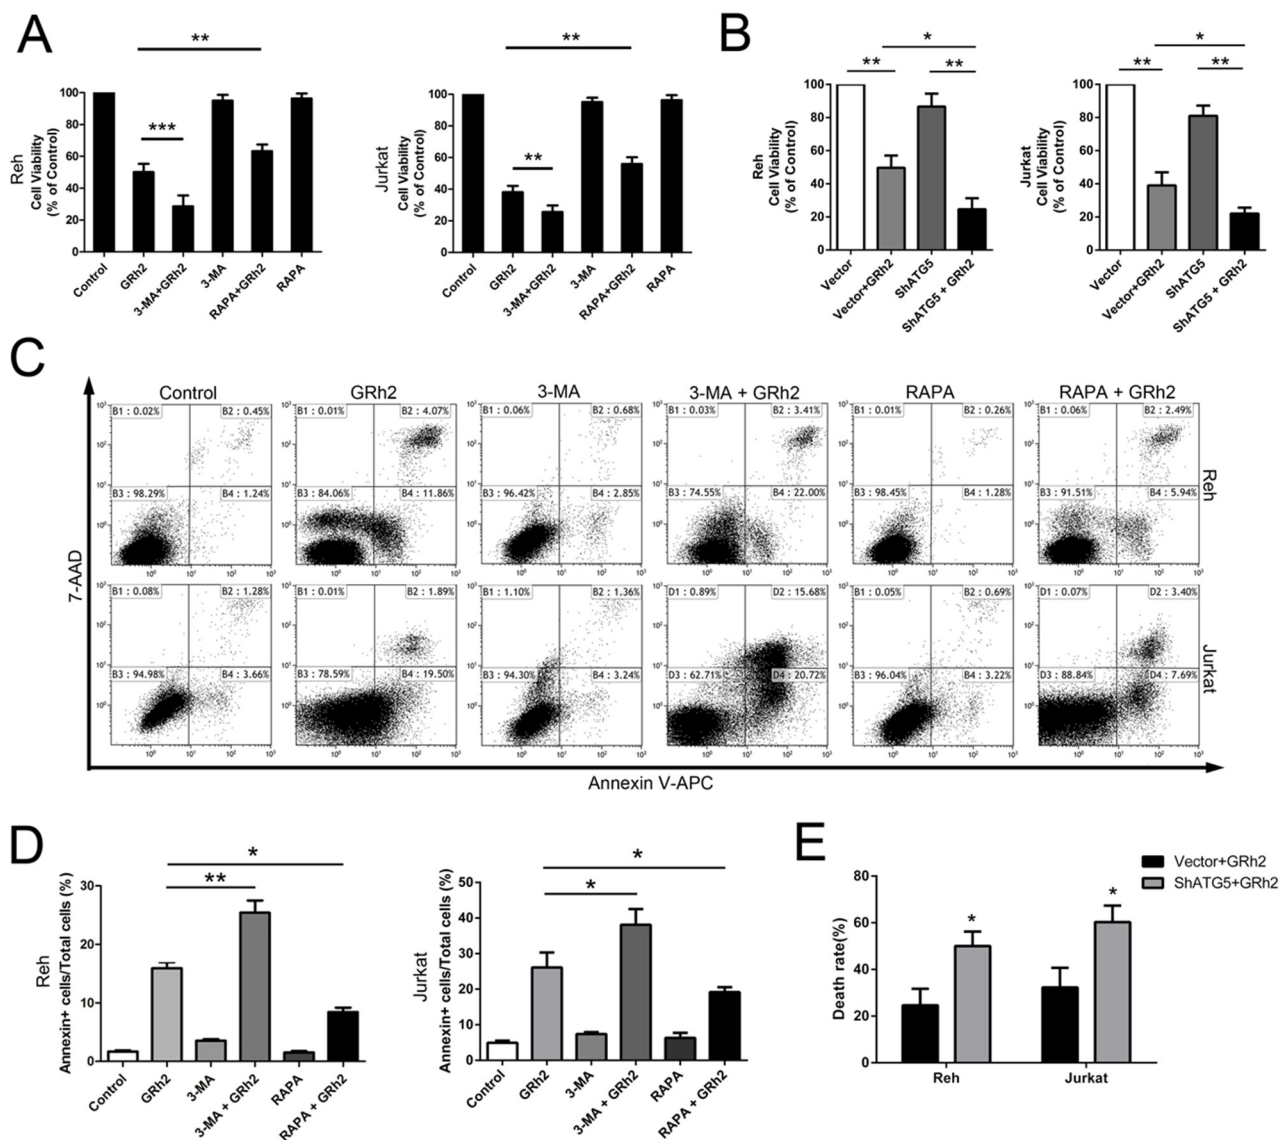 A
**
**
Reh
Cell Viability
(% of Control)
100
80
60
40
20
0
***
Control
GRh2
3-MA+GRh2
3-MA
RAPA+GRh2
RAPA
Jurkat
Cell Viability
(% of Control)
100
80
60
40
20
0
**
Control
GRh2
3-MA+GRh2
3-MA
RAPA+GRh2
RAPA
B
*
**
**
Reh
Cell Viability
(% of Control)
100
80
60
40
20
0
Vector
Vector+GRh2
ShATG5
ShATG5 + GRh2
*
**
**
Jurkat
Cell Viability
(% of Control)
100
80
60
40
20
0
Vector
Vector+GRh2
ShATG5
ShATG5 + GRh2
C
Control GRh2 3-MA 3-MA + GRh2 RAPA RAPA + GRh2
B1 : 0.02% B2 : 0.45% B1 : 0.01% B2 : 4.07% B1 : 0.06% B2 : 0.68% B1 : 0.03% B2 : 3.41% B1 : 0.01% B2 : 0.26% B1 : 0.06% B2 : 2.49%
B3 : 98.29% B4 : 1.24% B3 : 84.06% B4 : 11.86% B3 : 96.42% B4 : 2.85% B3 : 74.55% B4 : 22.00% B3 : 98.45% B4 : 1.28% B3 : 91.51% B4 : 5.94%
Reh
B1 : 0.08% B2 : 1.28% B1 : 0.01% B2 : 1.89% B1 : 1.10% B2 : 1.36% D1 : 0.89% D2 : 15.68% B1 : 0.05% B2 : 0.69% D1 : 0.07% D2 : 3.40%
B3 : 94.98% B4 : 3.66% B3 : 78.59% B4 : 19.50% B3 : 94.30% B4 : 3.24% D3 : 62.71% D4 : 20.72% B3 : 96.04% B4 : 3.22% D3 : 88.84% D4 : 7.69%
Jurkat
7-AAD
Annexin V-APC
D
*
**
Reh
Annexin+ cells/Total cells (%)
30
20
10
0
Control
GRh2
3-MA
3-MA + GRh2
RAPA
RAPA + GRh2
*
*
Jurkat
Annexin+ cells/Total cells (%)
50
40
30
20
10
0
Control
GRh2
3-MA
3-MA + GRh2
RAPA
RAPA + GRh2
E
Vector+GRh2
ShATG5+GRh2
Death rate(%)
80
60
40
20
0
*
*
Reh Jurkat